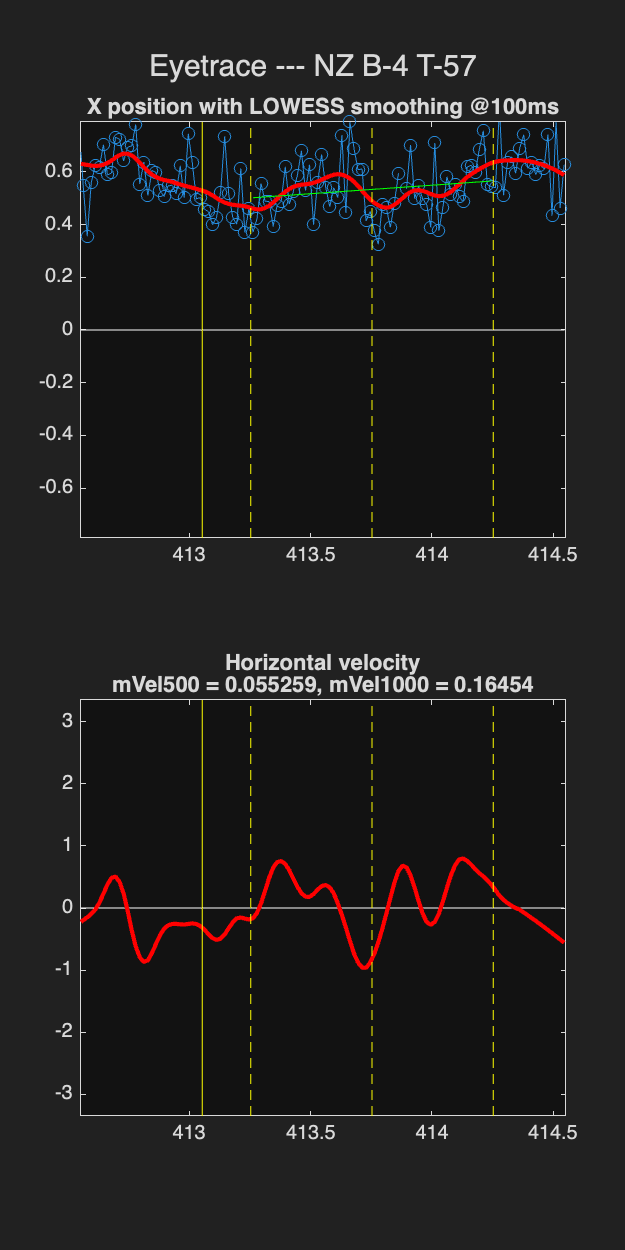 Eyetrace --- NZ B-4 T-57
X position with LOWESS smoothing @100ms
0.6
0.4
0.2
0
-0.2
-0.4
-0.6
413 413.5 414 414.5
Horizontal velocity
mVel500 = 0.055259, mVel1000 = 0.16454
3
2
1
0
-1
-2
-3
413 413.5 414 414.5